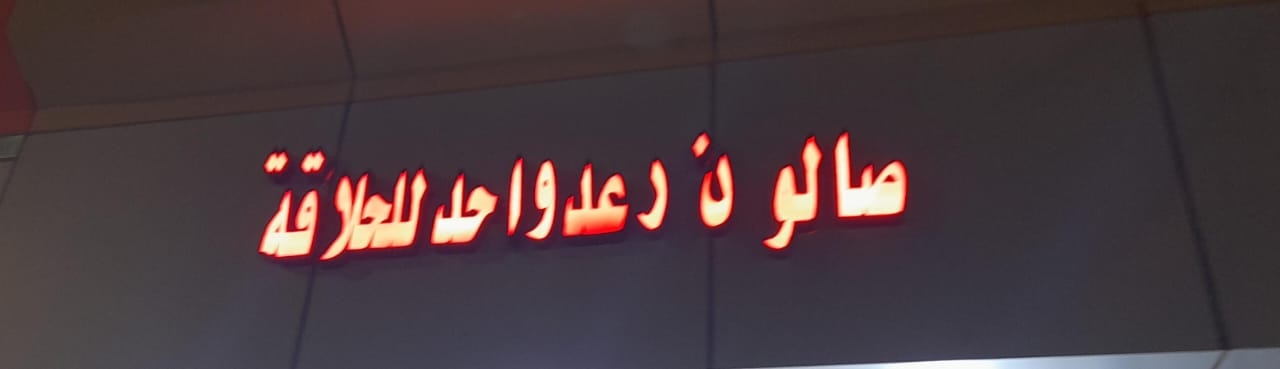 صالون رعد واحد للحلاقة